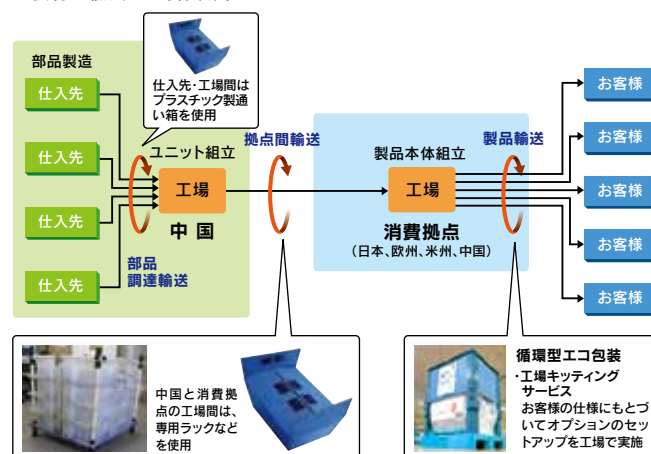 部品製造
仕入先
仕入先
仕入先
仕入先
仕入先・工場間は
プラスチック製通
い箱を使用
ユニット組立
工場
中国
部品
調達輸送
拠点間輸送
製品本体組立
工場
消費拠点
(日本、欧州、米州、中国)
製品輸送
お客様
お客様
お客様
お客様
お客様
中国と消費拠
点の工場間は、
専用ラックなど
を使用
循環型エコ包装
・工場キッティング
サービス
お客様の仕様にもとづ
いてオプションのセッ
トアップを工場で実施